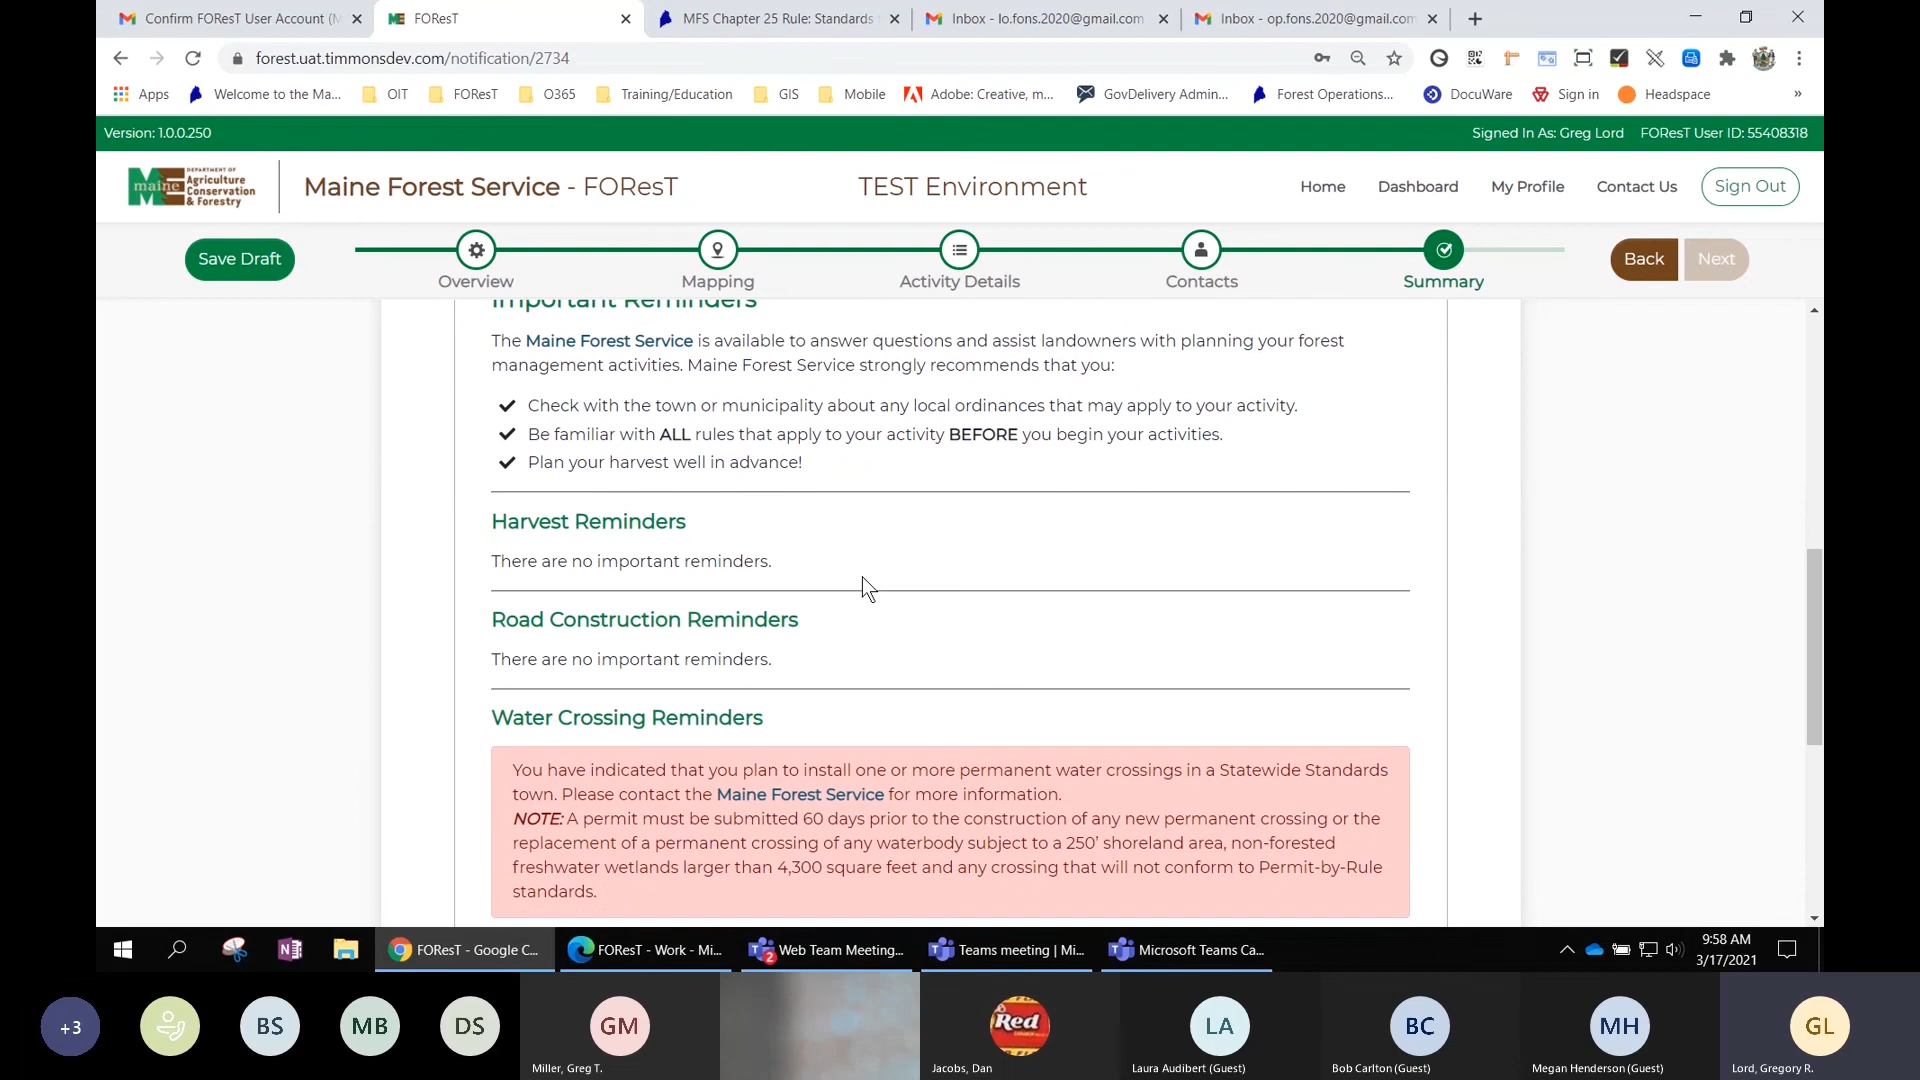 Confirm FOResT User Account (M
FOResT
MFS Chapter 25 Rule: Standards
Inbox - lo.fons.2020@gmail.com
Inbox - op.fons.2020@gmail.com
forest.uat.timmonsdev.com/notification/2734
Apps
Welcome to the Ma...
OIT
FOResT
O365
Training/Education
GIS
Mobile
Adobe: Creative, m...
GovDelivery Admin...
Forest Operations...
DocuWare
Sign in
Headspace
»
Version: 1.0.0.250
Signed In As: Greg Lord
FOResT User ID: 55408318
maine
DEPARTMENT OF
Agriculture
Conservation
& Forestry
Maine Forest Service - FOResT
TEST Environment
Home
Dashboard
My Profile
Contact Us
Sign Out
Save Draft
Overview
Mapping
Activity Details
Contacts
Summary
Back
Next
Important Reminders
The Maine Forest Service is available to answer questions and assist landowners with planning your forest
management activities. Maine Forest Service strongly recommends that you:
Check with the town or municipality about any local ordinances that may apply to your activity.
Be familiar with ALL rules that apply to your activity BEFORE you begin your activities.
Plan your harvest well in advance!
Harvest Reminders
There are no important reminders.
Road Construction Reminders
There are no important reminders.
Water Crossing Reminders
You have indicated that you plan to install one or more permanent water crossings in a Statewide Standards
town. Please contact the Maine Forest Service for more information.
NOTE: A permit must be submitted 60 days prior to the construction of any new permanent crossing or the
replacement of a permanent crossing of any waterbody subject to a 250' shoreland area, non-forested
freshwater wetlands larger than 4,300 square feet and any crossing that will not conform to Permit-by-Rule
standards.
FOResT - Google C...
FOResT - Work - Mi...
2
Web Team Meeting...
Teams meeting | Mi...
Microsoft Teams Ca...
9:58 AM
3/17/2021
+3
BS
MB
DS
GM
Miller, Greg T.
Red
Jacobs, Dan
LA
Laura Audibert (Guest)
BC
Bob Carlton (Guest)
MH
Megan Henderson (Guest)
GL
Lord, Gregory R.